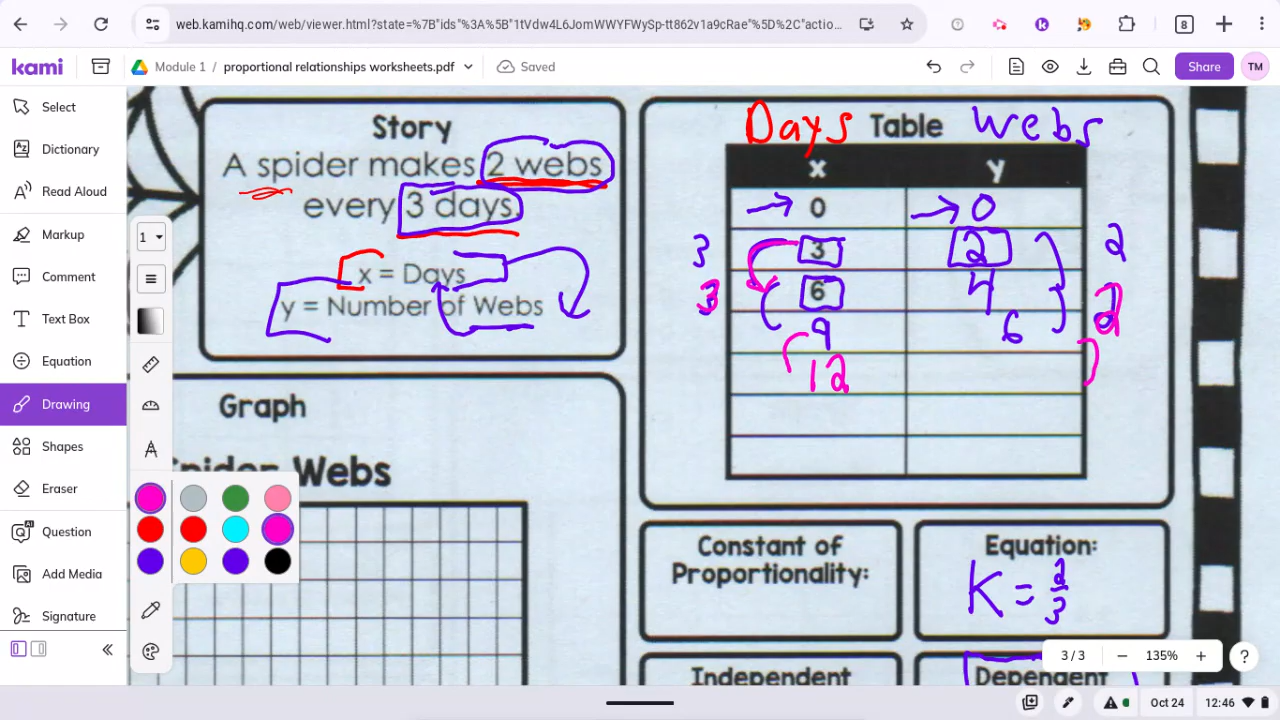 web.kamihq.com/web/viewer.html?state=%7B"ids"%3A%5B"1tVdw4L6JomWWYFWySp-tt862v1a9cRae"%5D%2C"actio...
8
kami
Module 1 / proportional relationships worksheets.pdf
Saved
Share
TM
Select
Dictionary
Read Aloud
Markup
Comment
Text Box
Equation
Drawing
Shapes
Eraser
Question
Add Media
Signature
1
Story
A spider makes 2 webs
every 3 days.
x = Days
y = Number of Webs
Graph
Spider Webs
Days Table Webs
x y
0 0
3 3 2 2
3 6 4 2
9 6
12
Constant of
Proportionality:
Equation:
K = 2/3
Independent
Dependent
3 / 3
135%
?
Oct 24
12:46